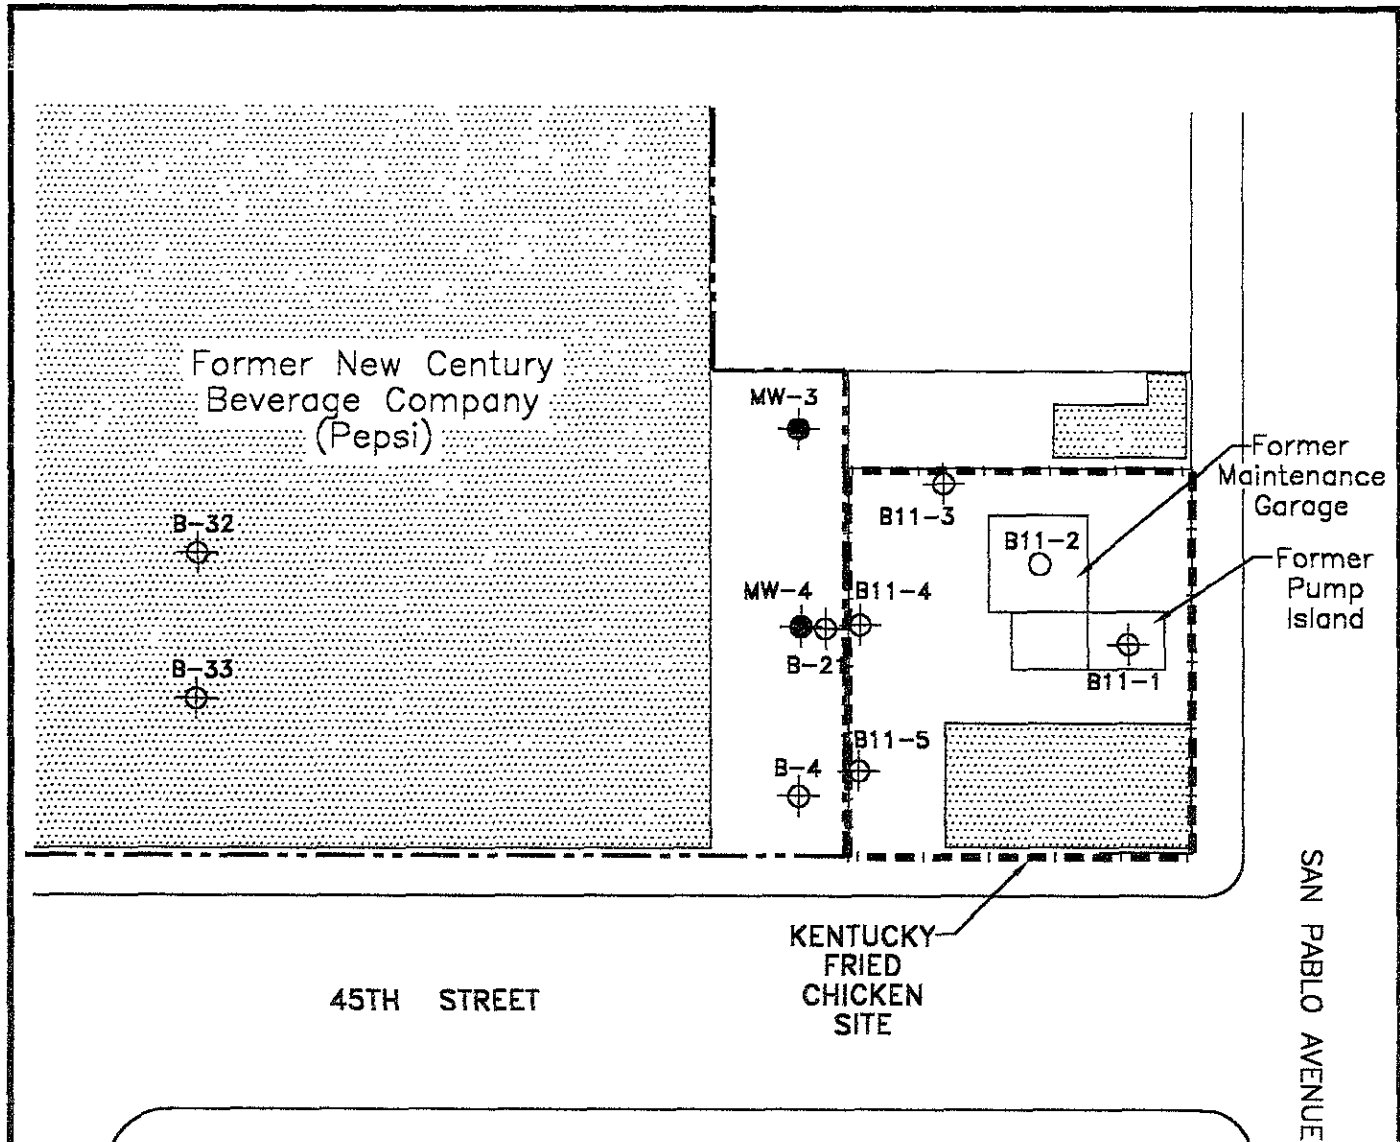 Former New Century
Beverage Company
(Pepsi)
MW-3
Former
Maintenance
Garage
B11-3
B-32
B11-2
Former
Pump
Island
MW-4
B11-4
B-21
B-33
B11-1
B11-5
B-4
KENTUCKY
FRIED
CHICKEN
SITE
45TH STREET
SAN PABLO AVENUE